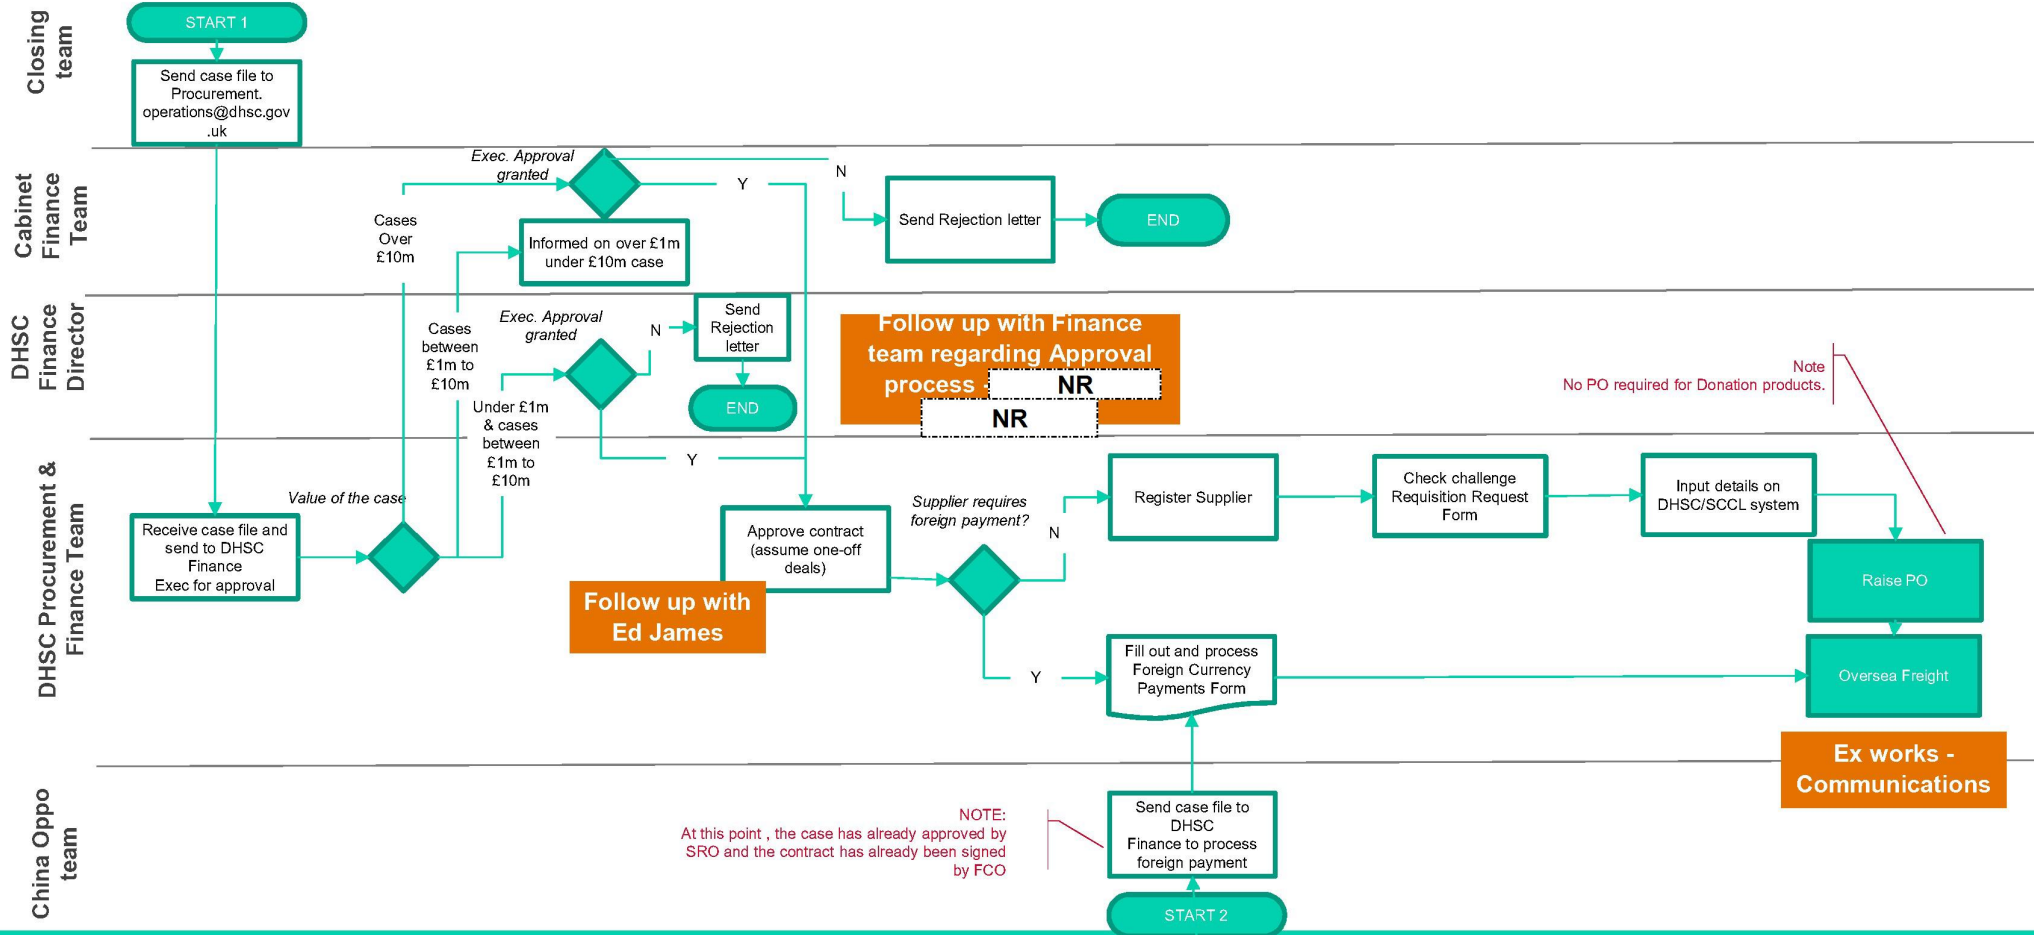 Closing
team
START 1
Send case file to
Procurement.
operations@dhsc.gov
.uk
Cabinet
Finance
Team
Cases
Over
£10m
Exec. Approval
granted
Y
N
Informed on over £1m
under £10m case
Send Rejection letter
END
DHSC
Finance
Director
Cases
between
£1m to
£10m
Exec. Approval
granted
N
Send
Rejection
letter
END
Under £1m
& cases
between
£1m to
£10m
Y
Follow up with Finance
team regarding Approval
process -
NR
NR
Note
No PO required for Donation products.
DHSC Procurement &
Finance Team
Receive case file and
send to DHSC
Finance
Exec for approval
Value of the case
Approve contract
(assume one-off
deals)
Follow up with
Ed James
Supplier requires
foreign payment?
N
Register Supplier
Check challenge
Requisition Request
Form
Input details on
DHSC/SCCL system
Raise PO
Y
Fill out and process
Foreign Currency
Payments Form
Oversea Freight
Ex works -
Communications
China Oppo
team
NOTE:
At this point , the case has already approved by
SRO and the contract has already been signed
by FCO
Send case file to
DHSC
Finance to process
foreign payment
START 2